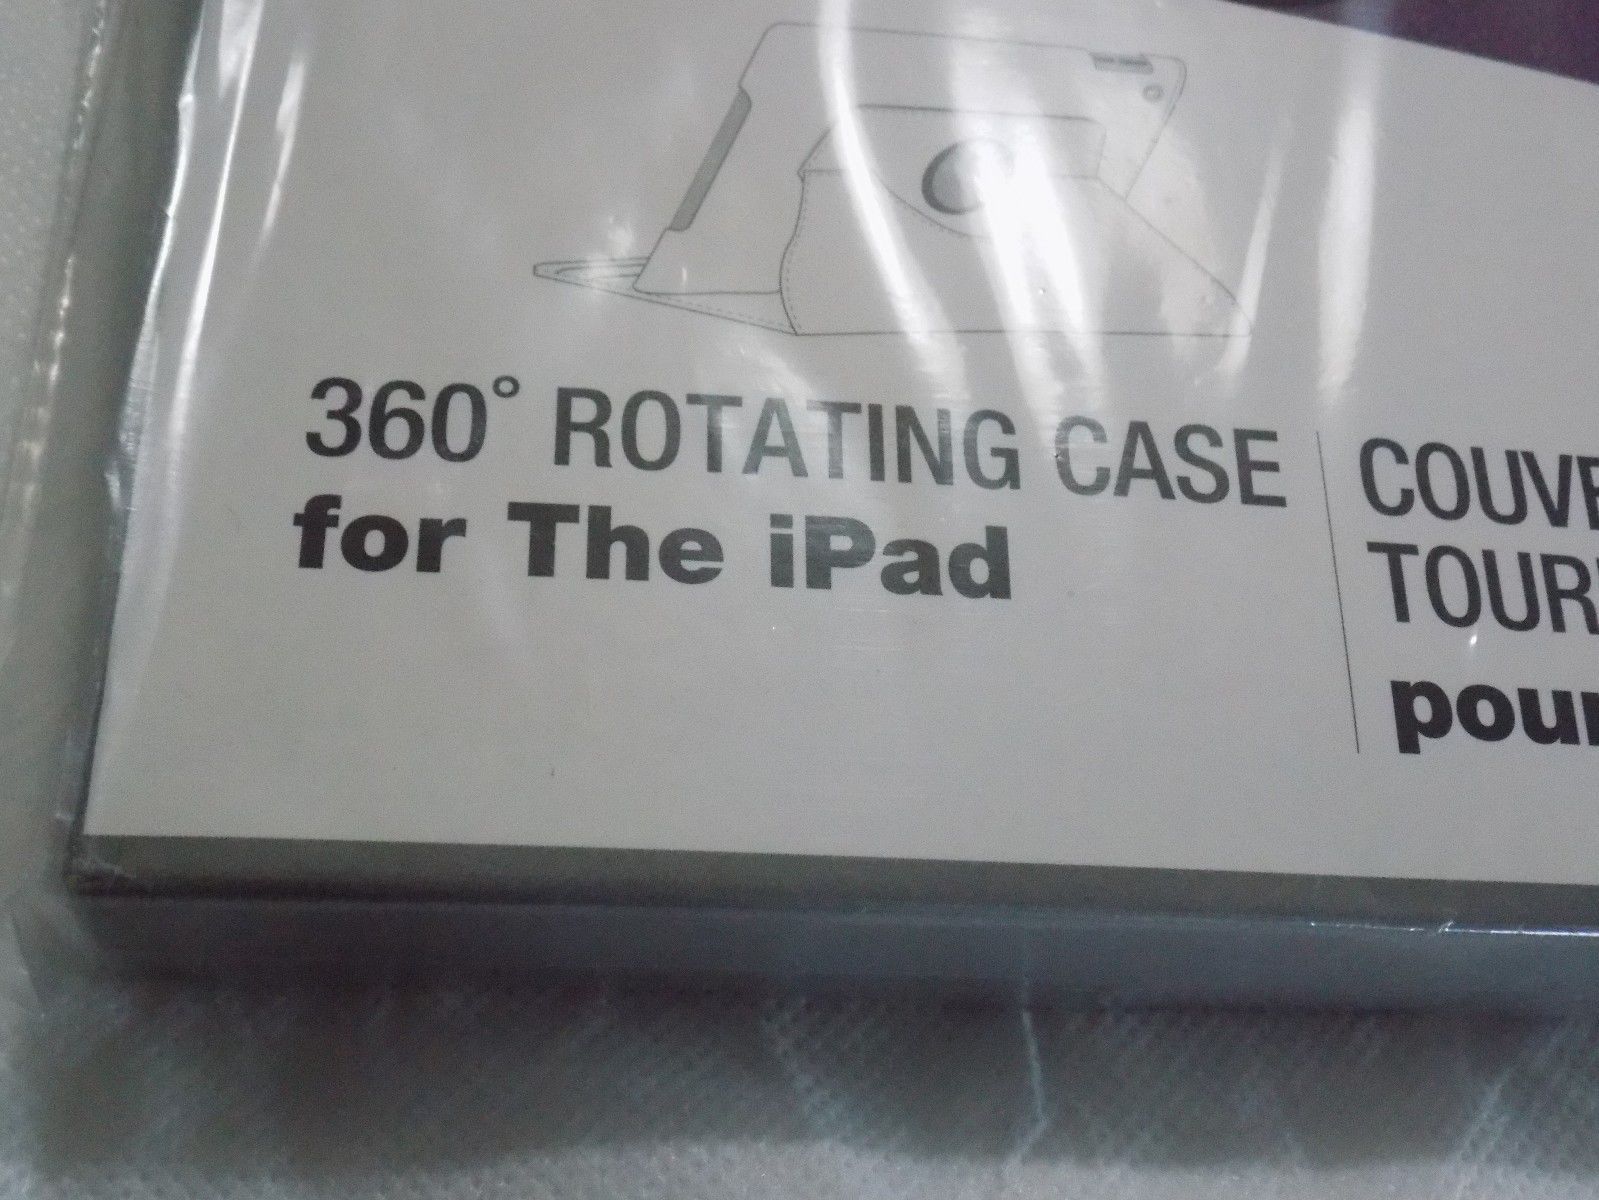 360° ROTATING CASE
for The iPad